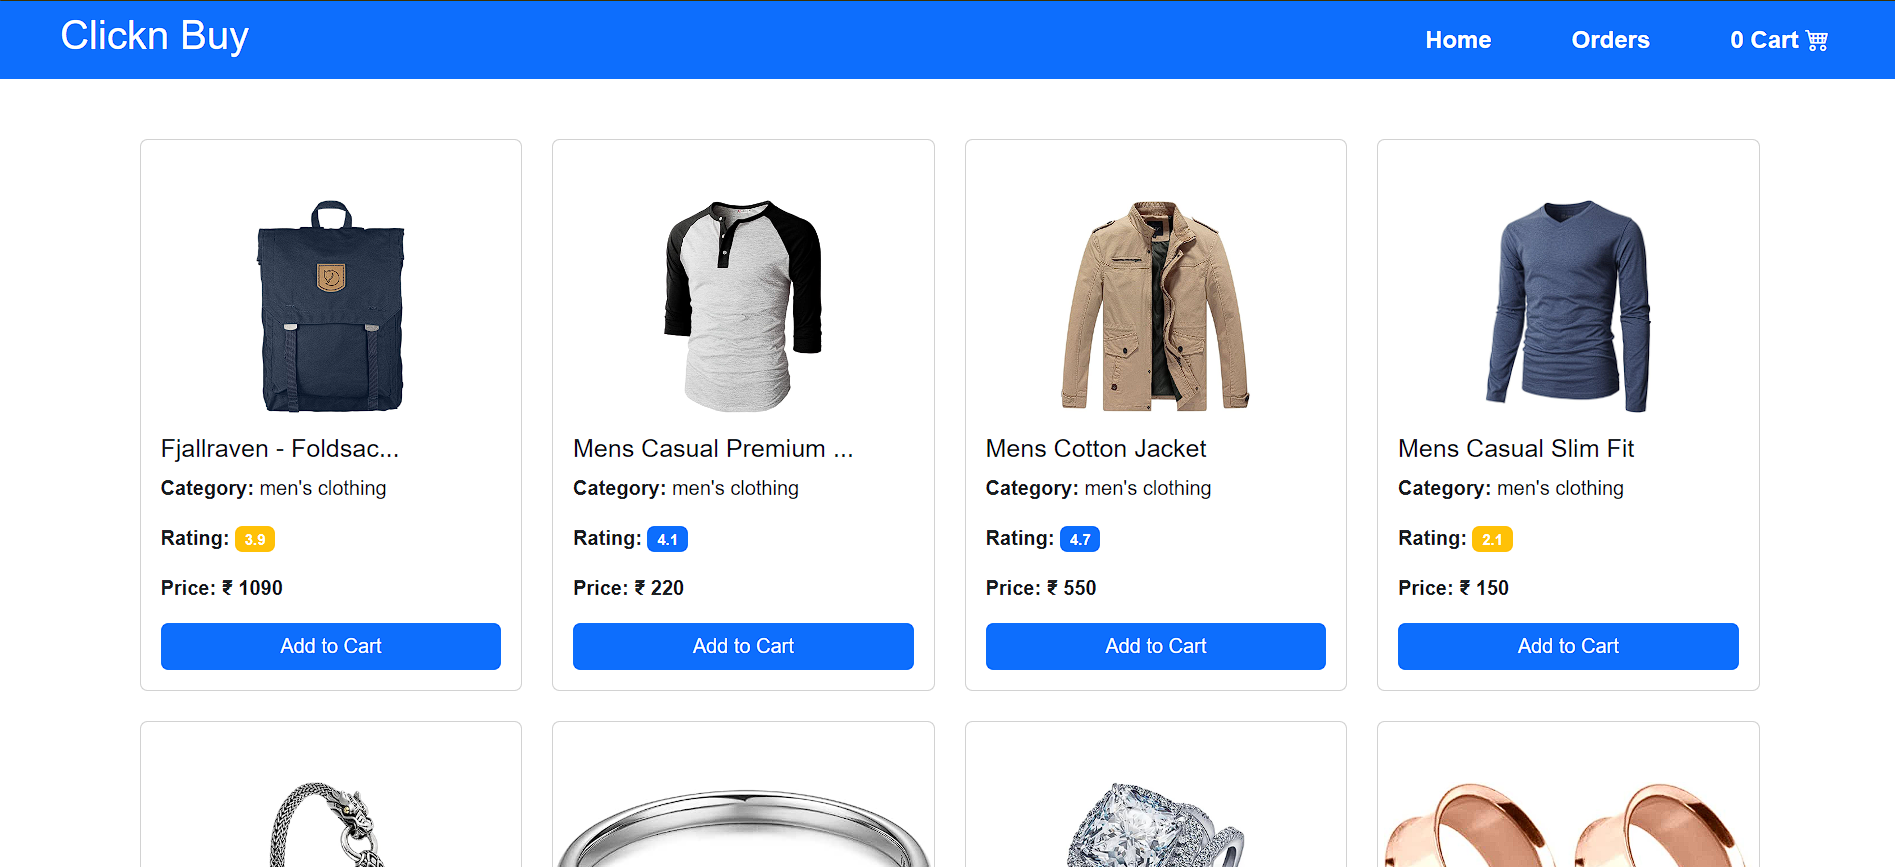 Clickn Buy
Home
Orders
0 Cart
Fjallraven - Foldsac...
Category: men's clothing
Rating: 3.9
Price: ₹ 1090
Add to Cart
Mens Casual Premium ...
Category: men's clothing
Rating: 4.1
Price: ₹ 220
Add to Cart
Mens Cotton Jacket
Category: men's clothing
Rating: 4.7
Price: ₹ 550
Add to Cart
Mens Casual Slim Fit
Category: men's clothing
Rating: 2.1
Price: ₹ 150
Add to Cart